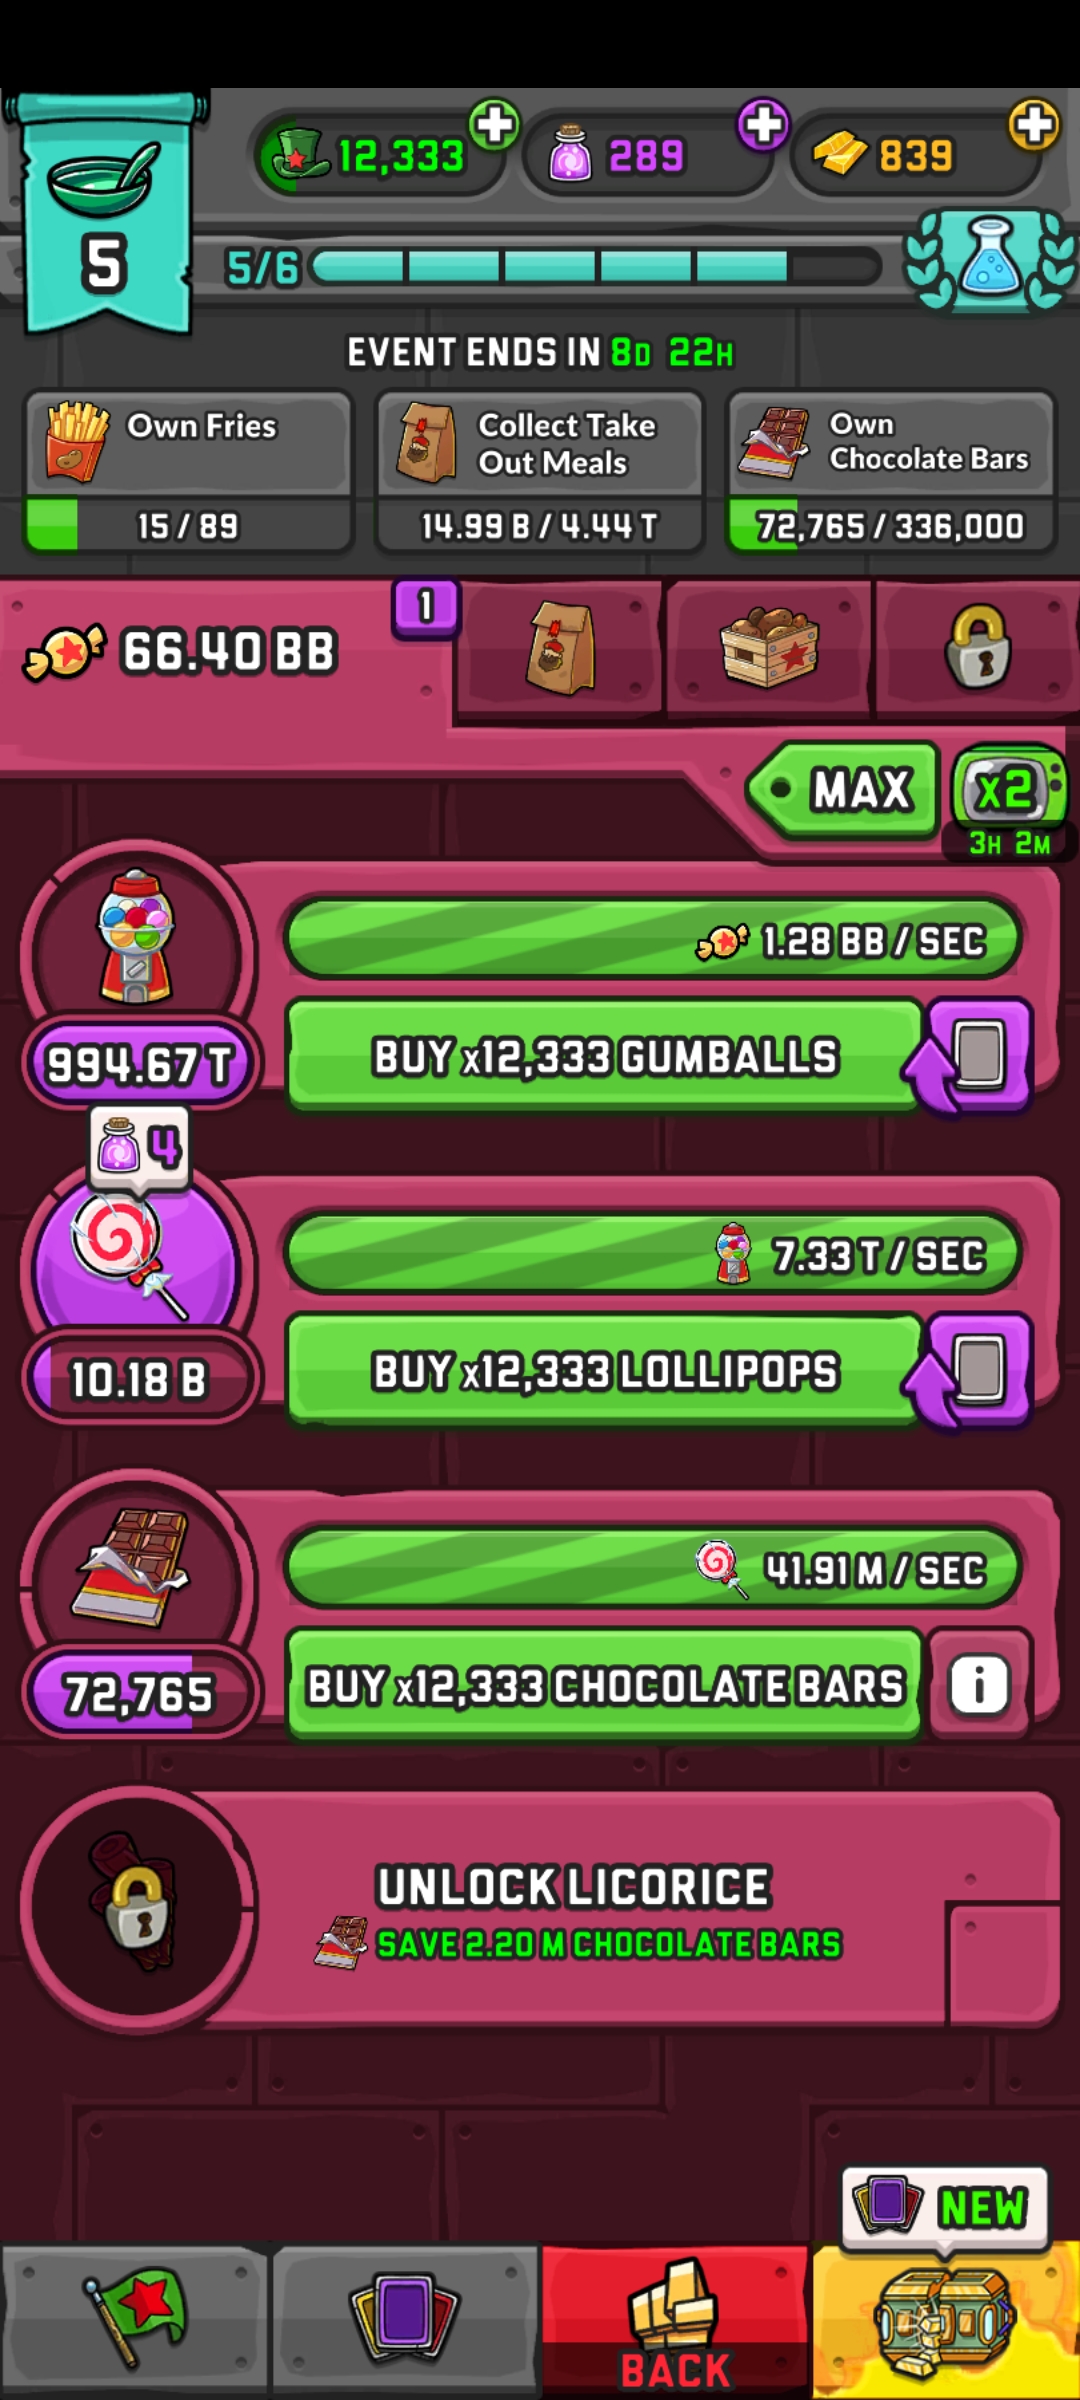 12,333
289
839
5
5/6
EVENT ENDS IN 8D 22H
Own Fries
15 / 89
Collect Take
Out Meals
14.99 B / 4.44 T
Own
Chocolate Bars
72,765 / 336,000
66.40 BB
1
MAX
x2
3H 2M
1.28 BB / SEC
994.67 T
BUY x12,333 GUMBALLS
4
7.33 T / SEC
10.18 B
BUY x12,333 LOLLIPOPS
41.91 M / SEC
72,765
BUY x12,333 CHOCOLATE BARS
i
UNLOCK LICORICE
SAVE 2.20 M CHOCOLATE BARS
NEW
BACK